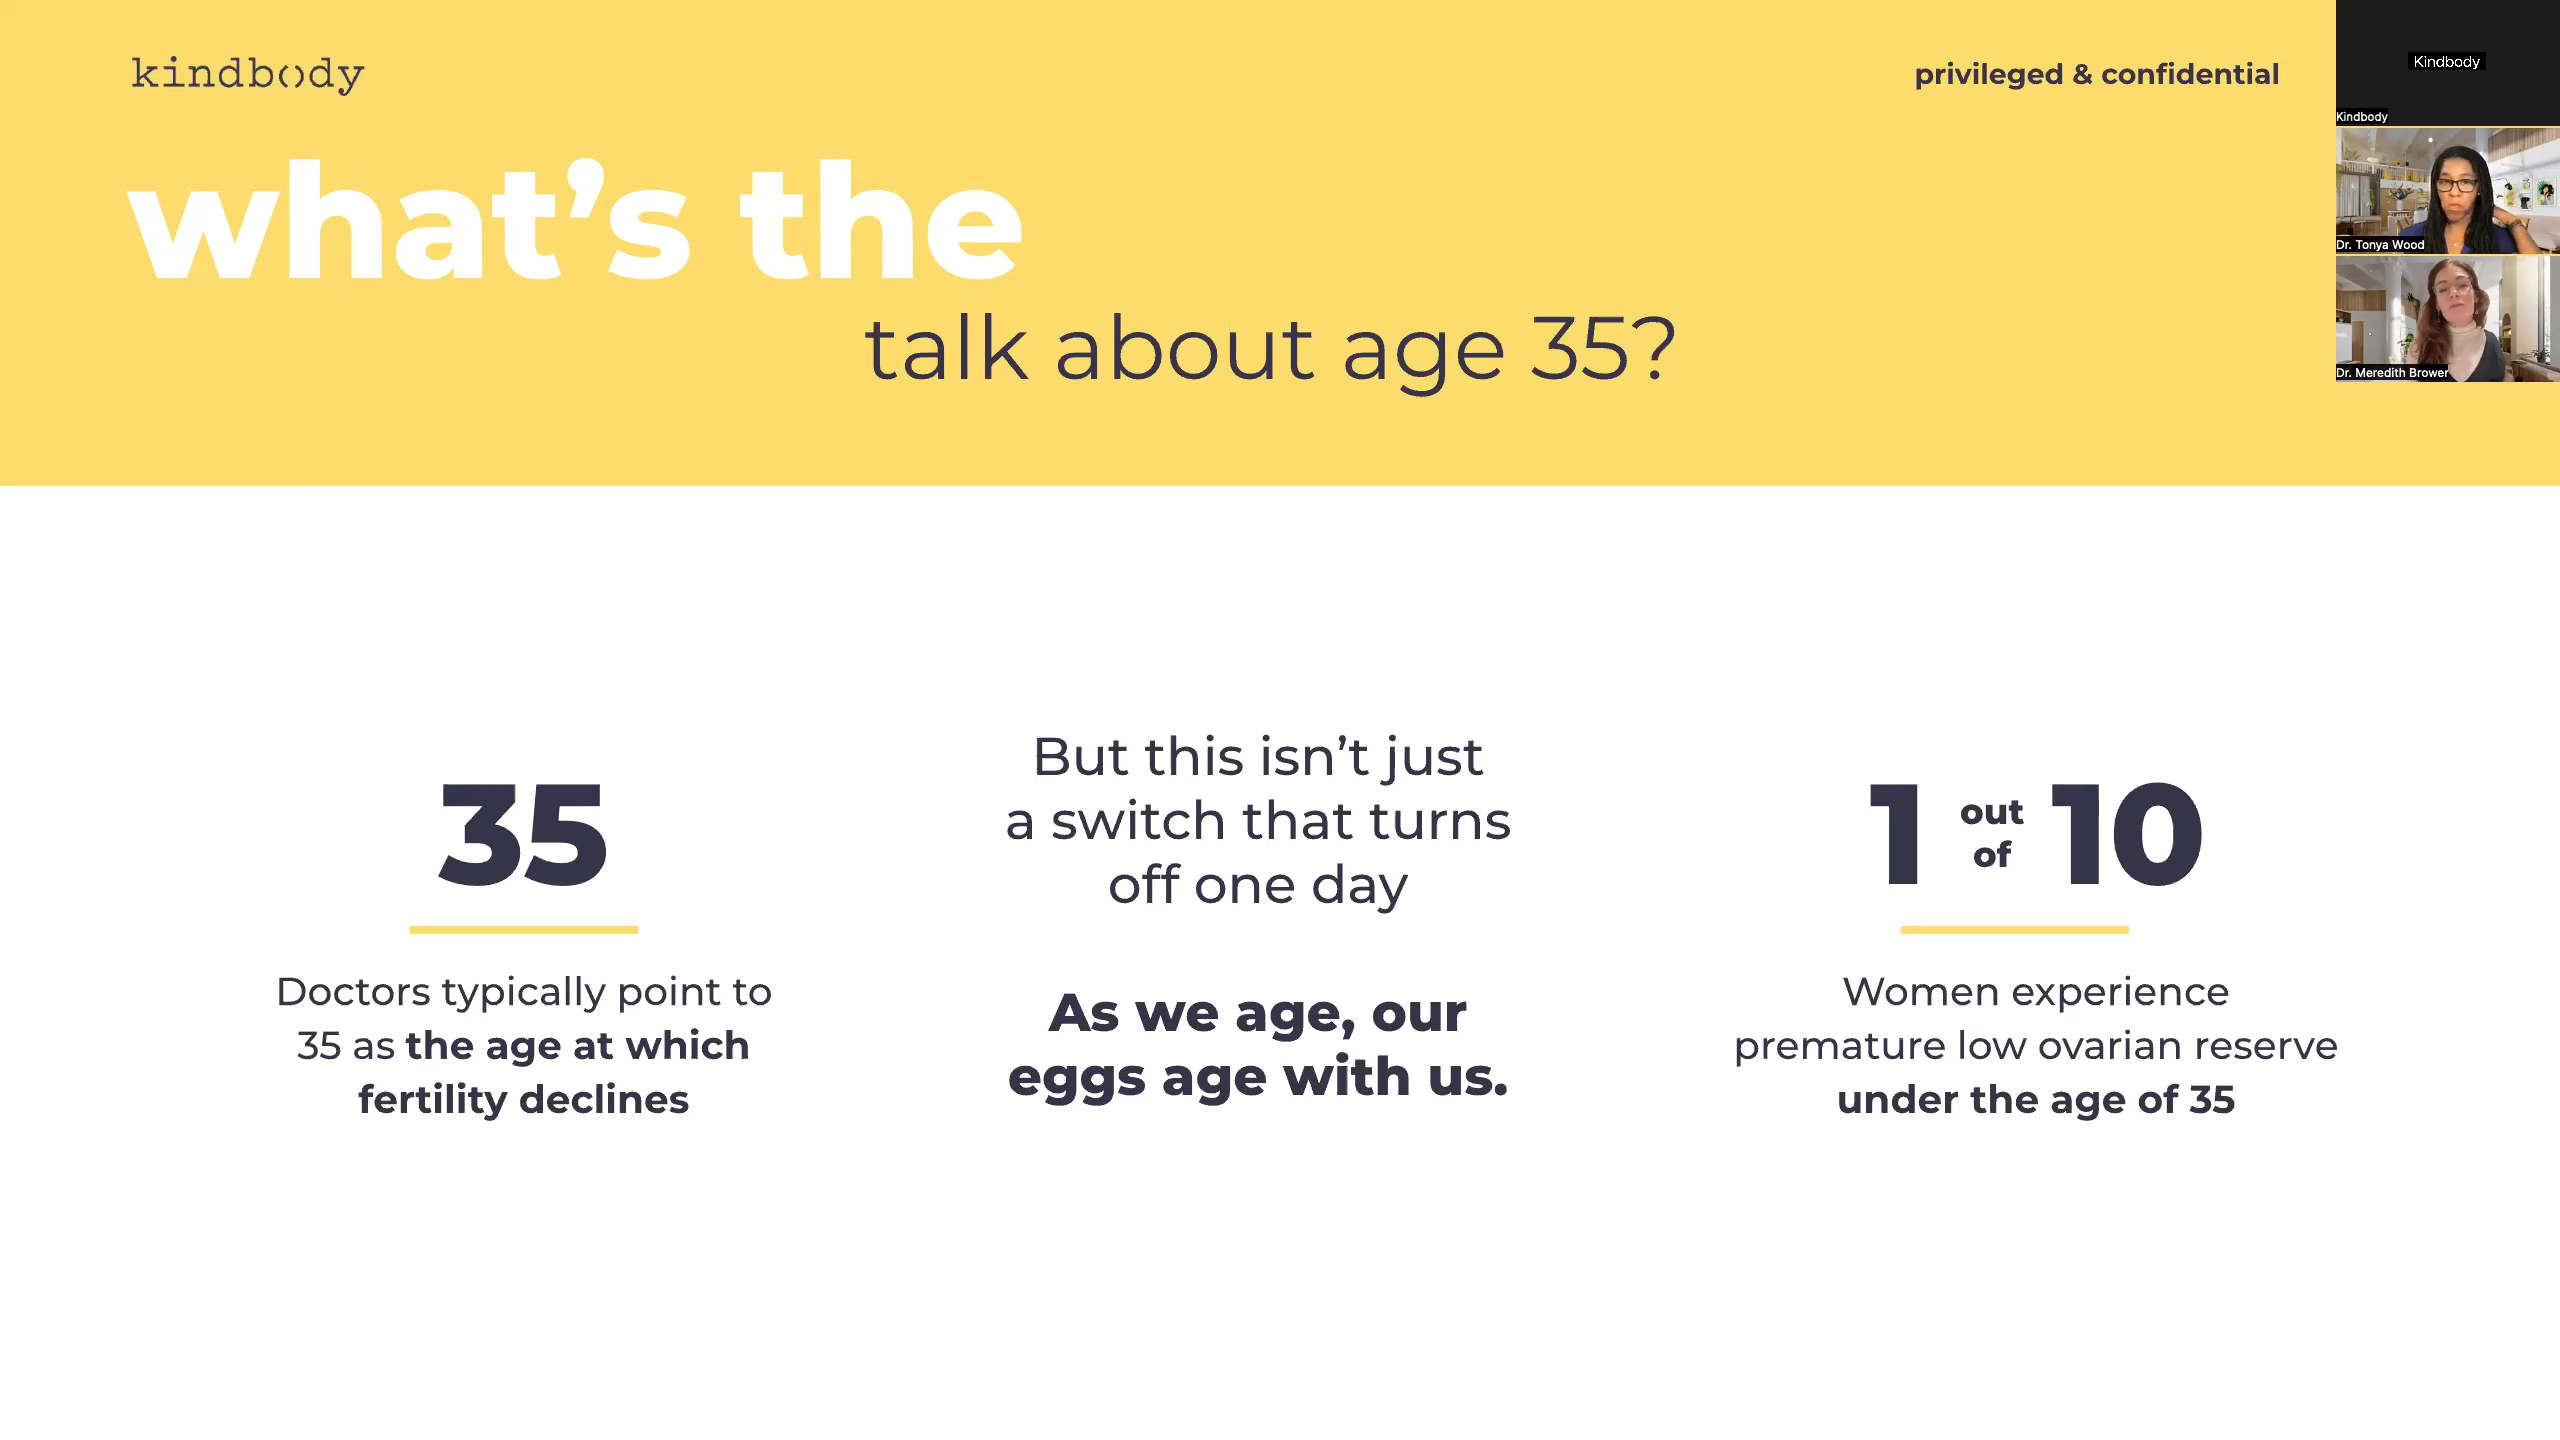 kindbody
privileged & confidential
what's the
talk about age 35?
Kindbody
Kindbody
Dr. Tonya Wood
Dr. Meredith Brower
35
Doctors typically point to
35 as the age at which
fertility declines
But this isn't just
a switch that turns
off one day
As we age, our
eggs age with us.
1 out of 10
Women experience
premature low ovarian reserve
under the age of 35